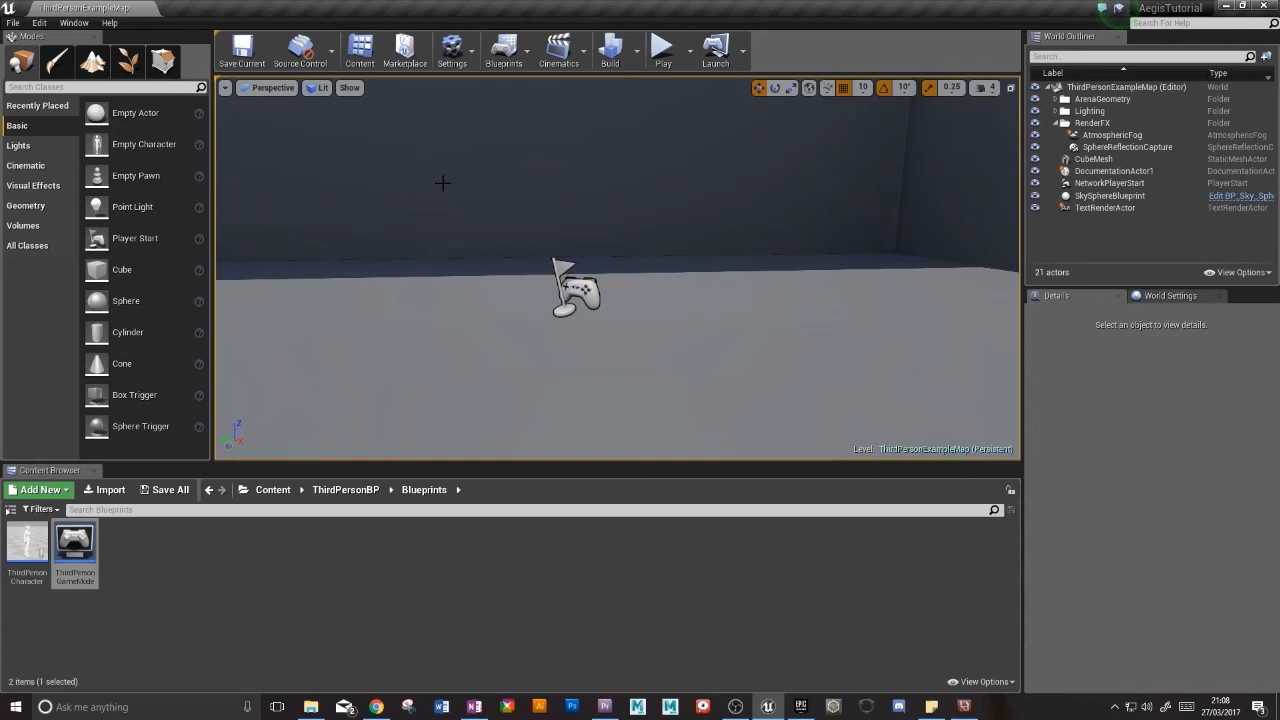 ThirdPersonExampleMap
AegisTutorial
File Edit Window Help
Search For Help
Modes
World Outliner
Save Current Source Control Content Marketplace Settings Blueprints Cinematics Build Play Launch
Search Classes
Search
Label Type
Perspective Lit Show
10 10° 0.25 4
ThirdPersonExampleMap (Editor) World
ArenaGeometry Folder
Lighting Folder
RenderFX Folder
AtmosphericFog AtmosphericFog
SphereReflectionCapture SphereReflectionC
CubeMesh StaticMeshActor
DocumentationActor1 DocumentationAct
NetworkPlayerStart PlayerStart
SkySphereBlueprint Edit BP_Sky_Sph
TextRenderActor TextRenderActor
21 actors View Options
Recently Placed
Basic
Lights
Cinematic
Visual Effects
Geometry
Volumes
All Classes
Empty Actor
Empty Character
Empty Pawn
Point Light
Player Start
Cube
Sphere
Cylinder
Cone
Box Trigger
Sphere Trigger
Details World Settings
Select an object to view details.
Z
X
Level: ThirdPersonExampleMap (Persistent)
Content Browser
Add New Import Save All Content ThirdPersonBP Blueprints
Filters Search Blueprints
ThirdPerson
Character
ThirdPerson
GameMode
2 items (1 selected) View Options
Ask me anything
21:08
27/03/2017